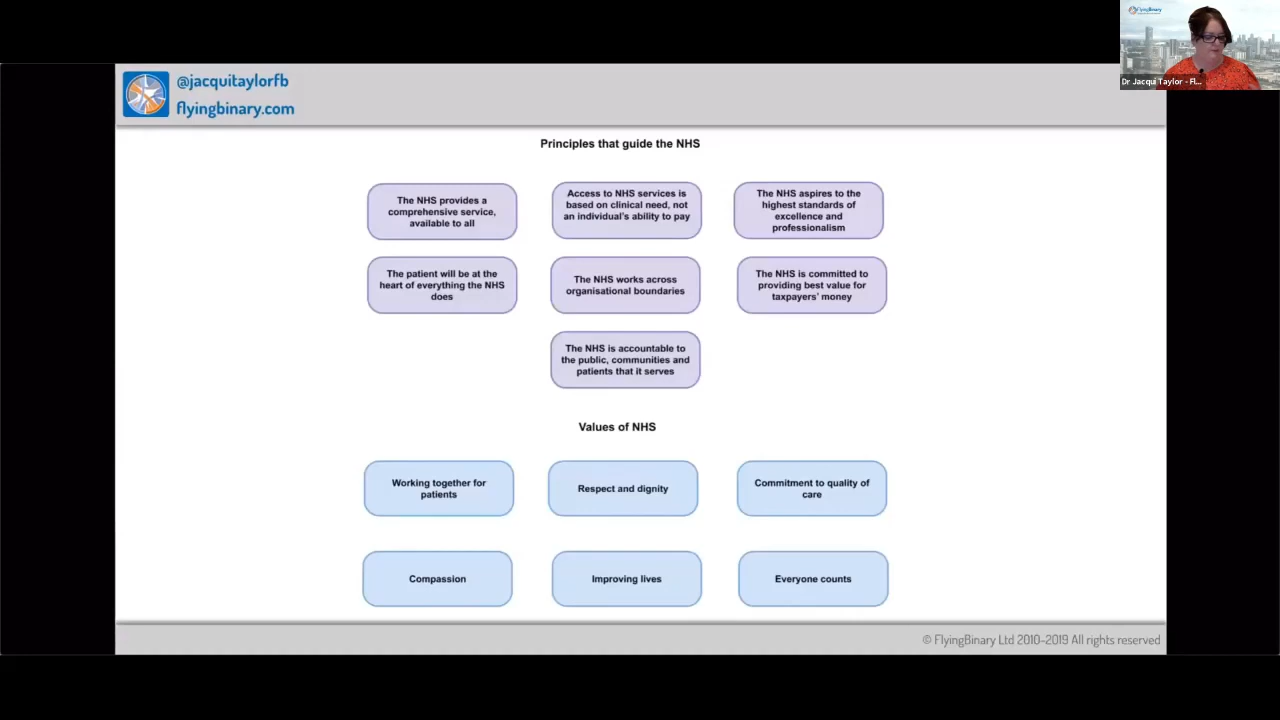 FlyingBinary
Dr Jacqui Taylor - Fl...
@jacquitaylorfb
flyingbinary.com
Principles that guide the NHS
The NHS provides a
comprehensive service,
available to all
Access to NHS services is
based on clinical need, not
an individual's ability to pay
The NHS aspires to the
highest standards of
excellence and
professionalism
The patient will be at the
heart of everything the NHS
does
The NHS works across
organisational boundaries
The NHS is committed to
providing best value for
taxpayers' money
The NHS is accountable to
the public, communities and
patients that it serves
Values of NHS
Working together for
patients
Respect and dignity
Commitment to quality of
care
Compassion
Improving lives
Everyone counts
© FlyingBinary Ltd 2010-2019 All rights reserved